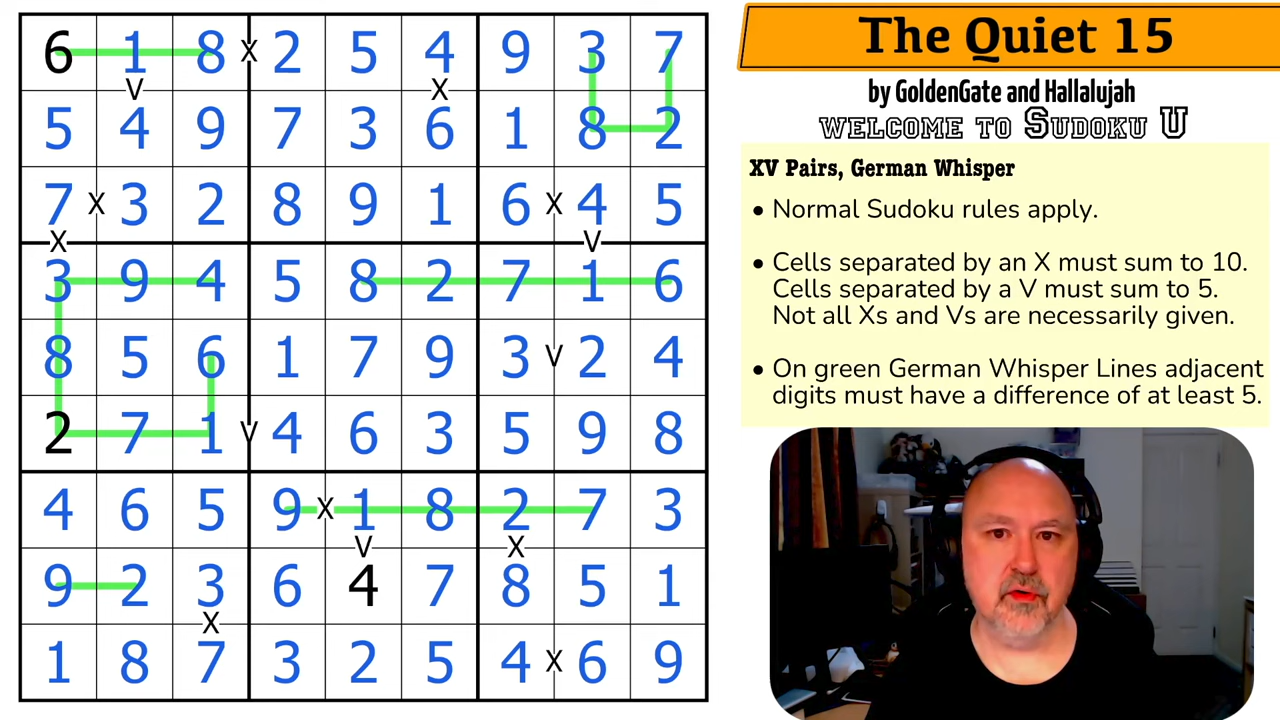 The Quiet 15
by GoldenGate and Hallalujah
WELCOME TO SUDOKU U
XV Pairs, German Whisper
• Normal Sudoku rules apply.
• Cells separated by an X must sum to 10.
Cells separated by a V must sum to 5.
Not all Xs and Vs are necessarily given.
• On green German Whisper Lines adjacent
digits must have a difference of at least 5.
6 1 8 X 2 5 4 9 3 7
V X
5 4 9 7 3 6 1 8 2
7 X 3 2 8 9 1 6 X 4 5
X V
3 9 4 5 8 2 7 1 6
8 5 6 1 7 9 3 V 2 4
2 7 1 V 4 6 3 5 9 8
4 6 5 9 X 1 8 2 7 3
V X
9 2 3 6 4 7 8 5 1
X
1 8 7 3 2 5 4 X 6 9